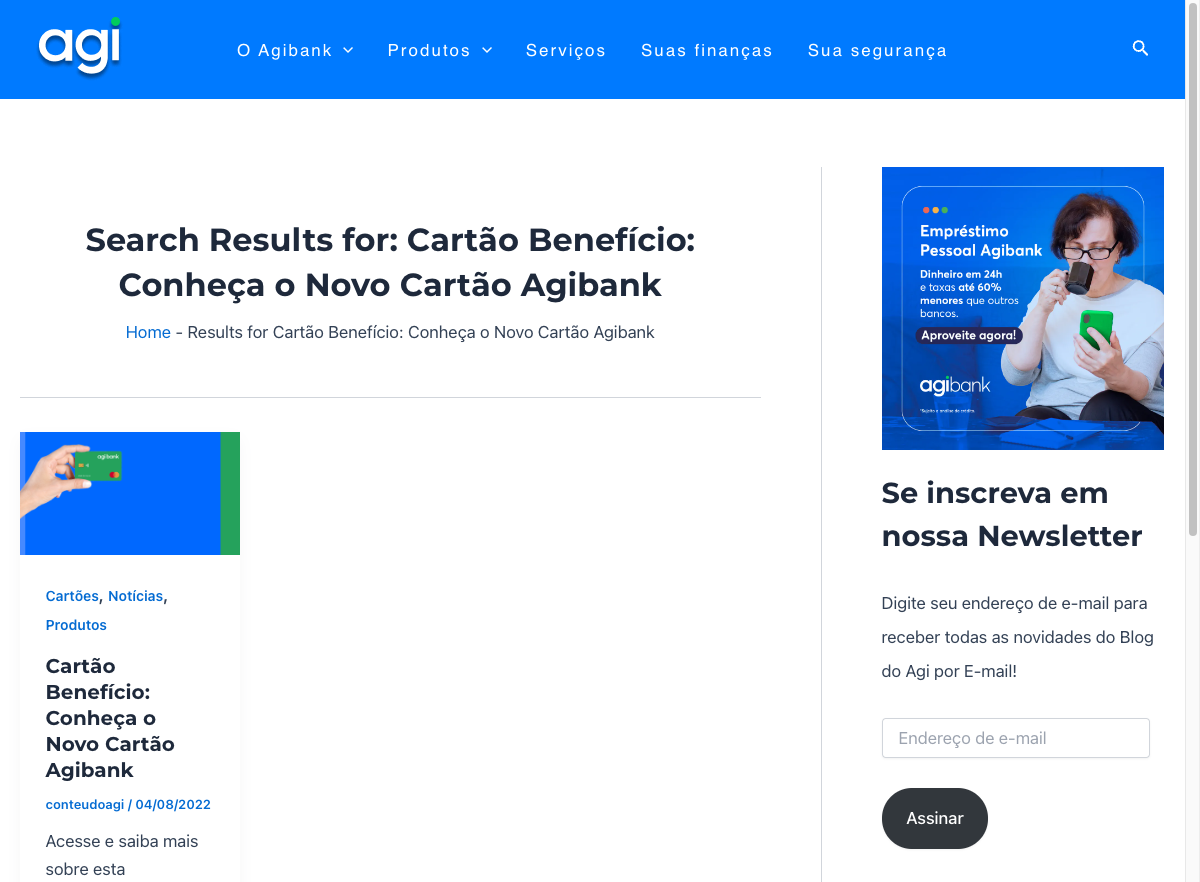 agi
O Agibank
Produtos
Serviços
Suas finanças
Sua segurança
Search Results for: Cartão Benefício:
Conheça o Novo Cartão Agibank
Home - Results for Cartão Benefício: Conheça o Novo Cartão Agibank
agibank
Cartões, Notícias,
Produtos
Cartão
Benefício:
Conheça o
Novo Cartão
Agibank
conteudoagi / 04/08/2022
Acesse e saiba mais
sobre esta
Empréstimo
Pessoal Agibank
Dinheiro em 24h
e taxas até 60%
menores que outros
bancos.
Aproveite agora!
agibank
*Sujeito a análise de crédito.
Se inscreva em
nossa Newsletter
Digite seu endereço de e-mail para
receber todas as novidades do Blog
do Agi por E-mail!
Endereço de e-mail
Assinar